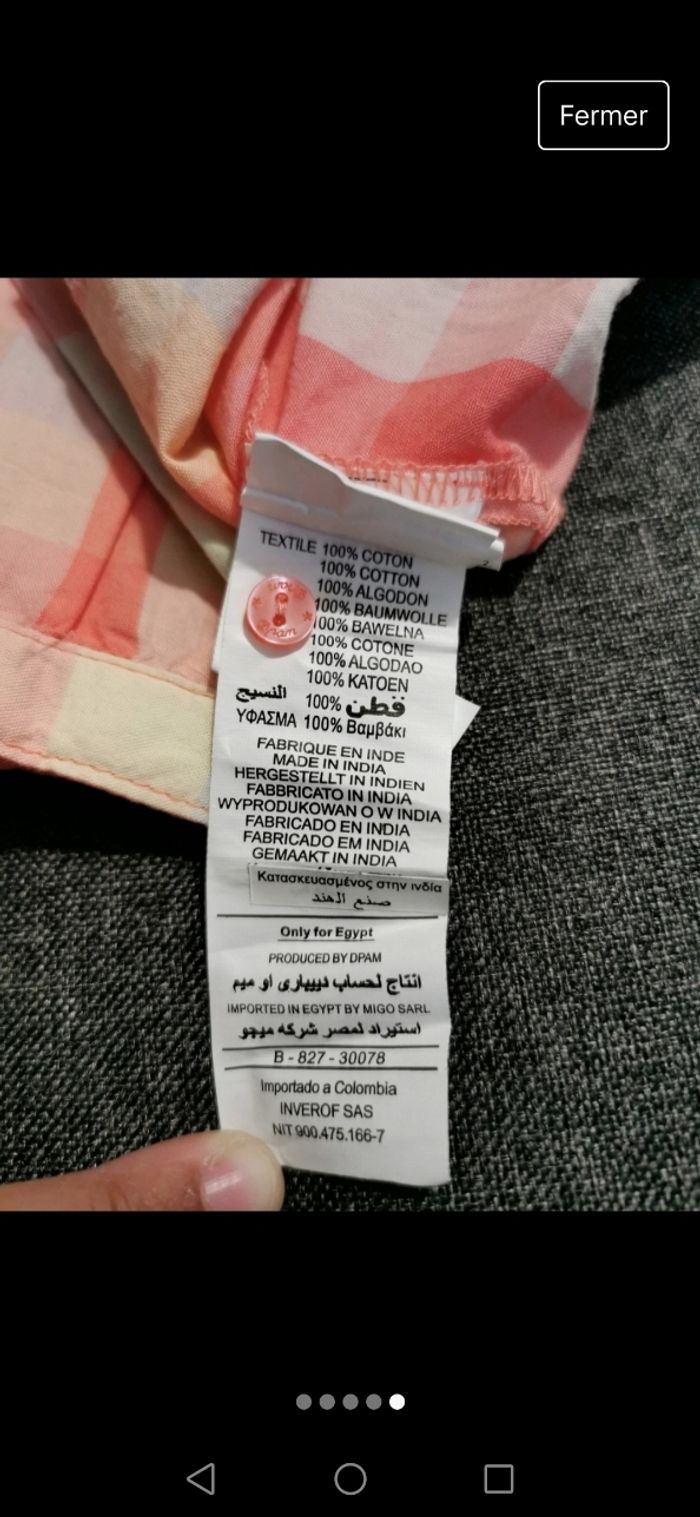 Fermer
TEXTILE 100% COTON
100% COTTON
100% ALGODON
100% BAUMWOLLE
100% BAWELNA
100% COTONE
100% ALGODAO
100% KATOEN
النسيج 100% قطن
ΥΦΑΣΜΑ 100% Βαμβάκι
FABRIQUE EN INDE
MADE IN INDIA
HERGESTELLT IN INDIEN
FABBRICATO IN INDIA
WYPRODUKOWAN O W INDIA
FABRICADO EN INDIA
FABRICADO EM INDIA
GEMAAKT IN INDIA
Κατασκευασμένος στην ινδία
صنع الهند
Only for Egypt
PRODUCED BY DPAM
انتاج لحساب ديبارى او ميم
IMPORTED IN EGYPT BY MIGO SARL
استيراد لمصر شركه ميجو
B - 827 - 30078
Importado a Colombia
INVEROF SAS
NIT 900.475.166-7